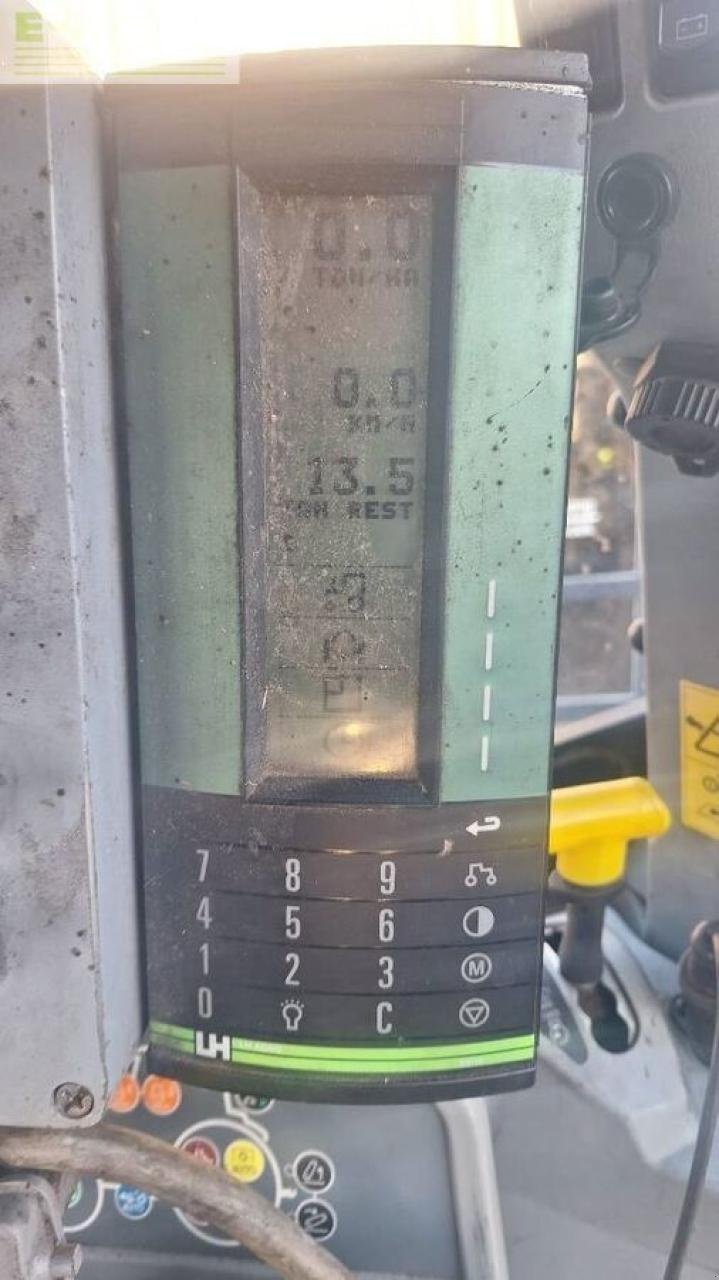 0.0
TON/HA
0.0
KM/H
13.5
TON REST
7 8 9
4 5 6
1 2 3 M
0 C
LH
AUTO